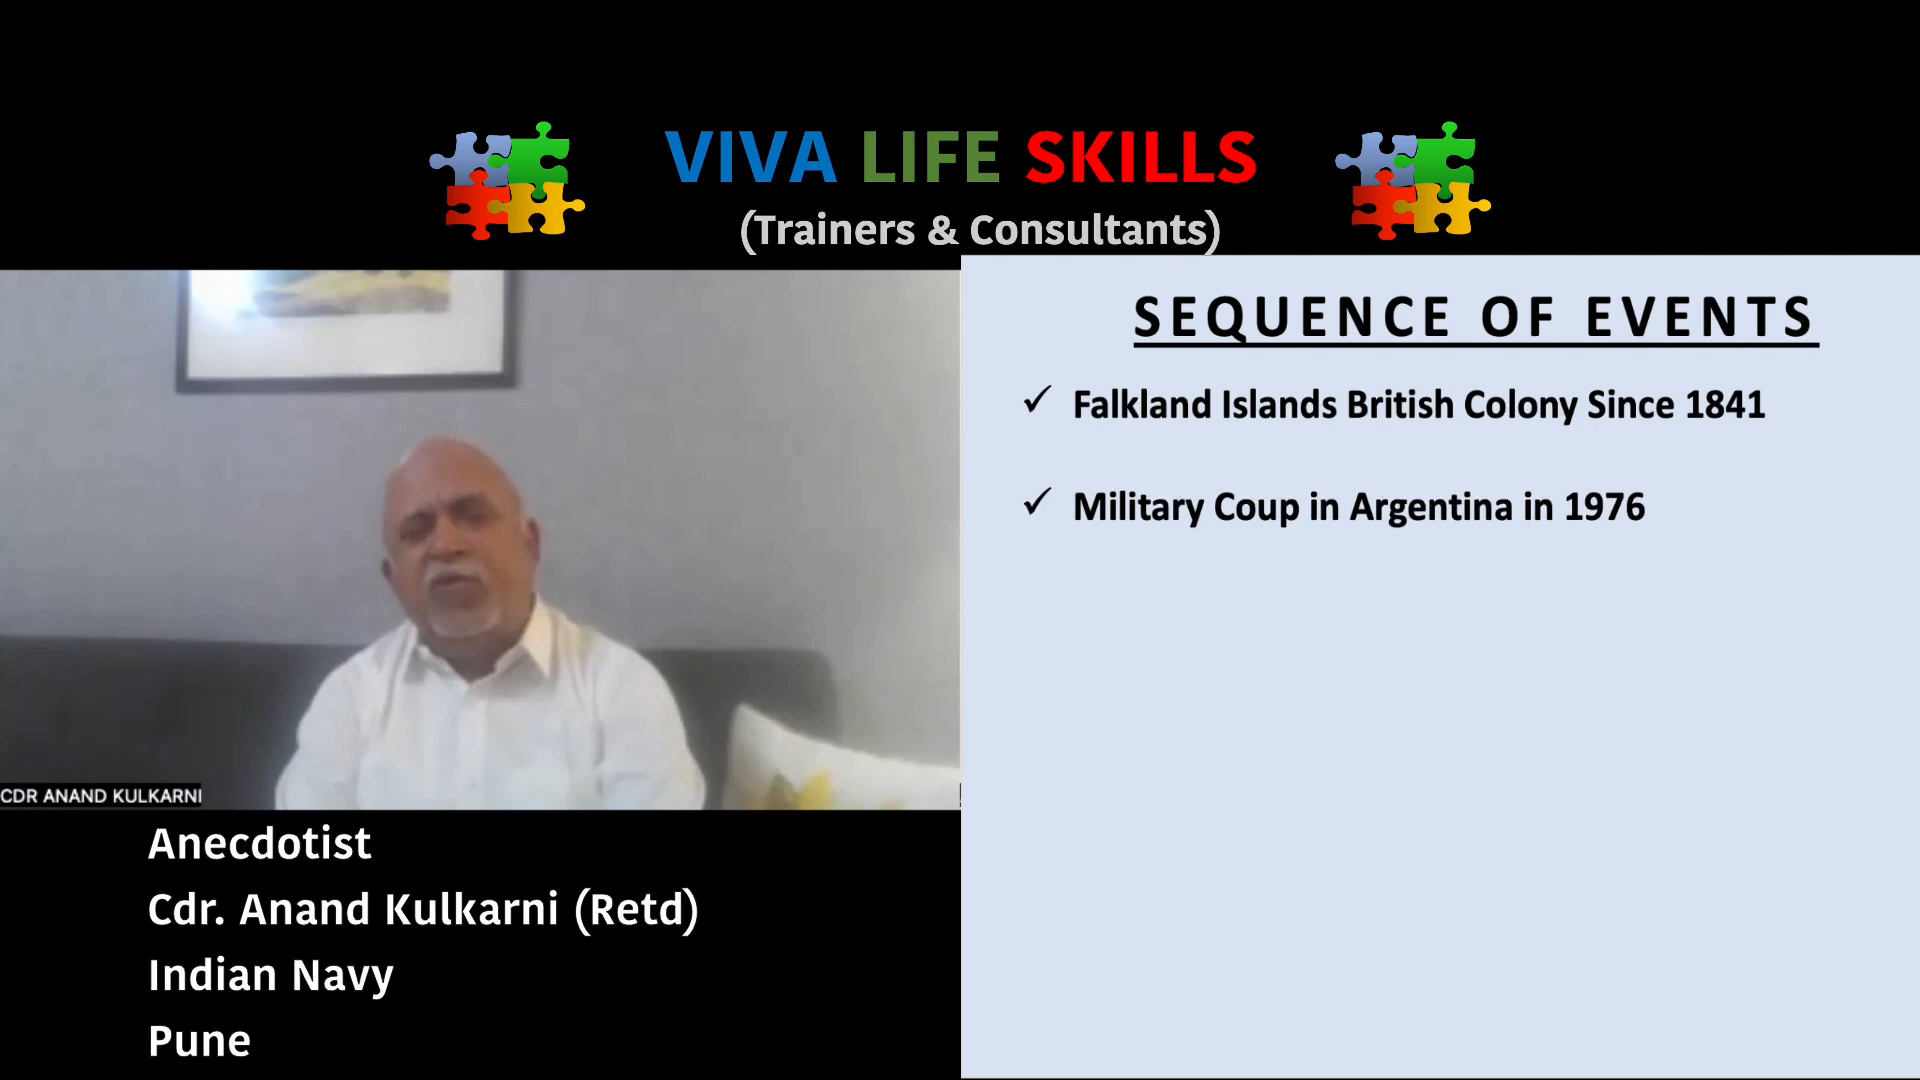 VIVA LIFE SKILLS
(Trainers & Consultants)
SEQUENCE OF EVENTS
✓ Falkland Islands British Colony Since 1841
✓ Military Coup in Argentina in 1976
CDR ANAND KULKARNI
Anecdotist
Cdr. Anand Kulkarni (Retd)
Indian Navy
Pune